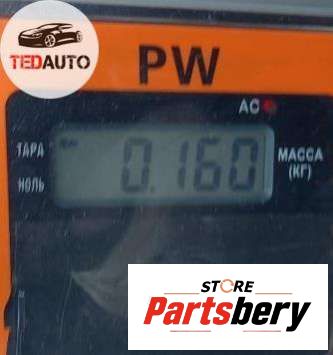 TEDAUTO
PW
AC
ТАРА
0.160
МАССА
НОЛЬ
(КГ)
STORE
Partsbery